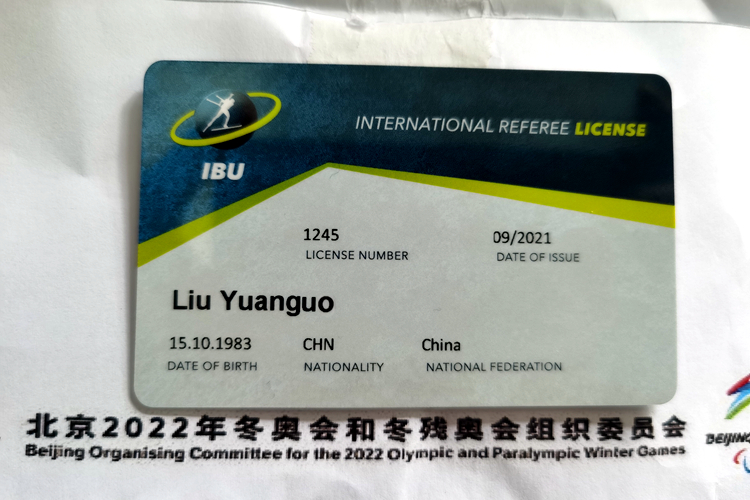 INTERNATIONAL REFEREE LICENSE
IBU
1245
LICENSE NUMBER
09/2021
DATE OF ISSUE
Liu Yuanguo
15.10.1983
DATE OF BIRTH
CHN
NATIONALITY
China
NATIONAL FEDERATION
北京2022年冬奥会和冬残奥会组织委员会
Beijing Organising Committee for the 2022 Olympic and Paralympic Winter Games
BEIJING